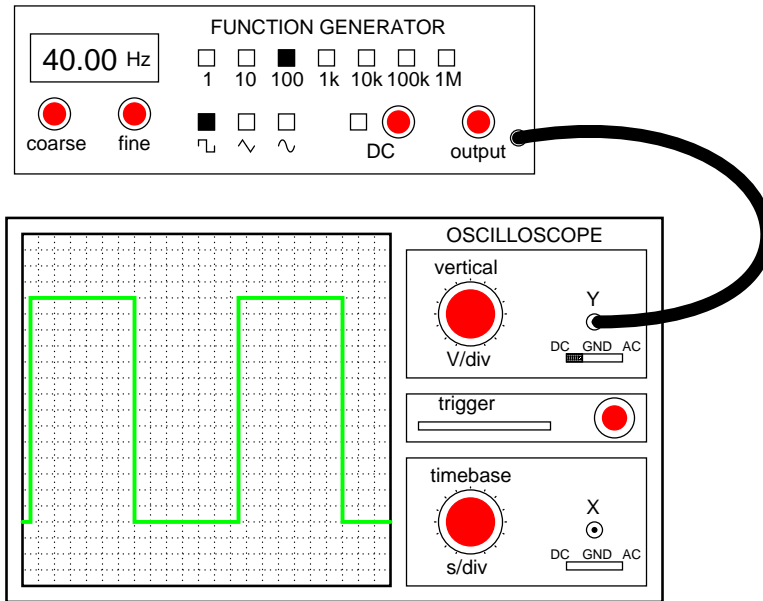 FUNCTION GENERATOR
40.00 Hz
1 10 100 1k 10k 100k 1M
coarse fine DC output
OSCILLOSCOPE
vertical
Y
DC GND AC
V/div
trigger
timebase
X
DC GND AC
s/div